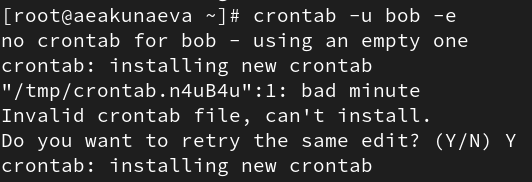 [root@aeakunaeva ~]# crontab -u bob -e
no crontab for bob - using an empty one
crontab: installing new crontab
"/tmp/crontab.n4uB4u":1: bad minute
Invalid crontab file, can't install.
Do you want to retry the same edit? (Y/N) Y
crontab: installing new crontab